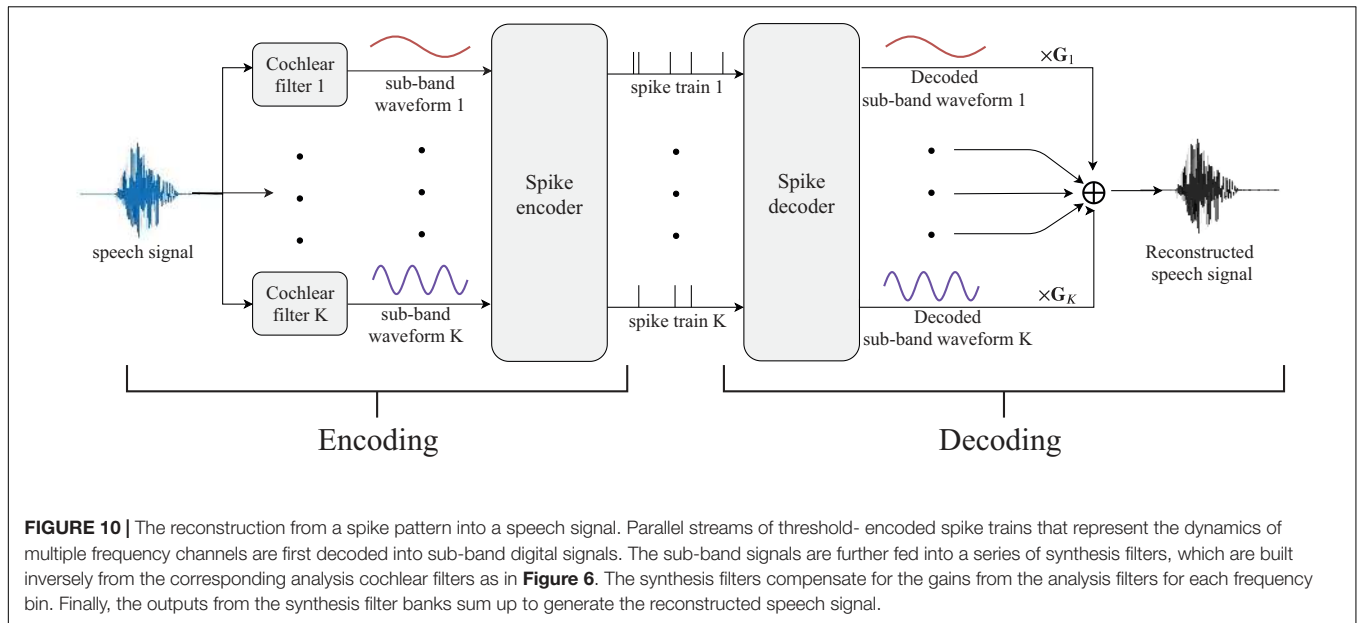 Cochlear
filter 1
sub-band
waveform 1
spike train 1
Decoded
sub-band waveform 1
×G1
speech signal
Spike
encoder
Spike
decoder
Reconstructed
speech signal
Cochlear
filter K
sub-band
waveform K
spike train K
Decoded
sub-band waveform K
×GK
Encoding
Decoding
FIGURE 10 | The reconstruction from a spike pattern into a speech signal. Parallel streams of threshold- encoded spike trains that represent the dynamics of
multiple frequency channels are first decoded into sub-band digital signals. The sub-band signals are further fed into a series of synthesis filters, which are built
inversely from the corresponding analysis cochlear filters as in Figure 6. The synthesis filters compensate for the gains from the analysis filters for each frequency
bin. Finally, the outputs from the synthesis filter banks sum up to generate the reconstructed speech signal.